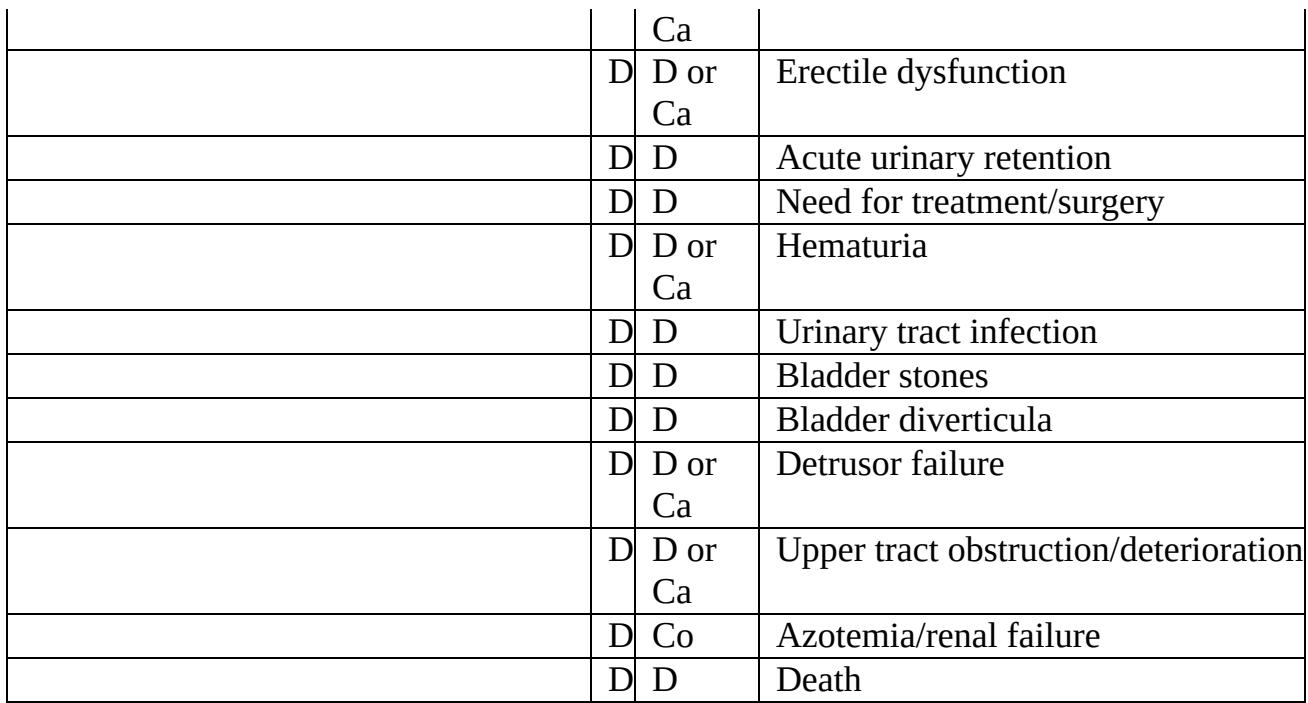 Ca
D D or Erectile dysfunction
Ca
D D Acute urinary retention
D D Need for treatment/surgery
D D or Hematuria
Ca
D D Urinary tract infection
D D Bladder stones
D D Bladder diverticula
D D or Detrusor failure
Ca
D D or Upper tract obstruction/deterioration
Ca
D Co Azotemia/renal failure
D D Death